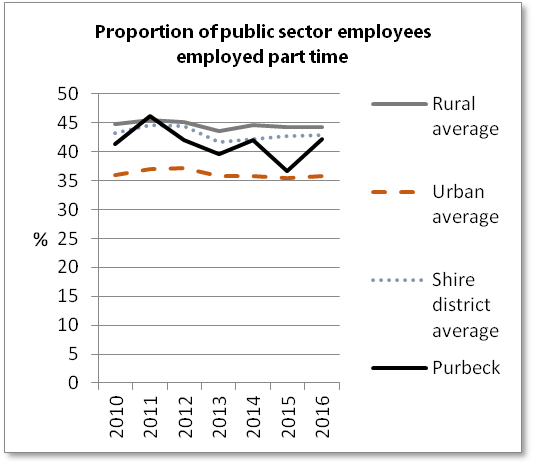 Proportion of public sector employees
employed part time
50
45
40
35
30
25
20
15
10
5
0
%
2010
2011
2012
2013
2014
2015
2016
Rural
average
Urban
average
Shire
district
average
Purbeck